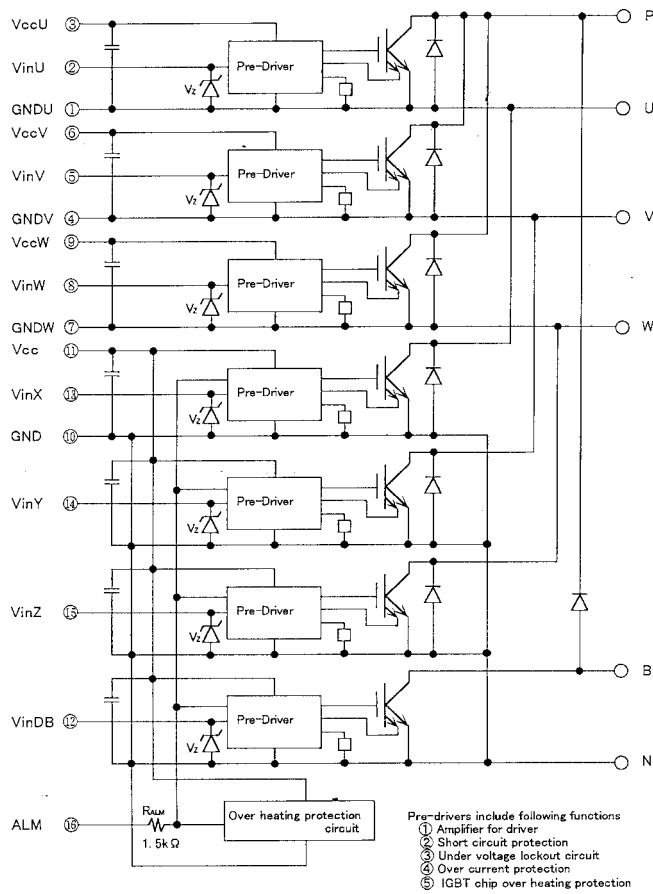 VccU ③
P
VinU ②
Pre-Driver
Vz
GNDU ①
U
VccV ⑥
VinV ⑤
Pre-Driver
Vz
GNDV ④
V
VccW ⑨
VinW ⑧
Pre-Driver
Vz
GNDW ⑦
W
Vcc ⑪
VinX ⑬
Pre-Driver
Vz
GND ⑩
VinY ⑭
Pre-Driver
Vz
VinZ ⑮
Pre-Driver
Vz
B
VinDB ⑫
Pre-Driver
Vz
N
RALM
ALM ⑯
1.5kΩ
Over heating protection
circuit
Pre-drivers include following functions
① Amplifier for driver
② Short circuit protection
③ Under voltage lockout circuit
④ Over current protection
⑤ IGBT chip over heating protection